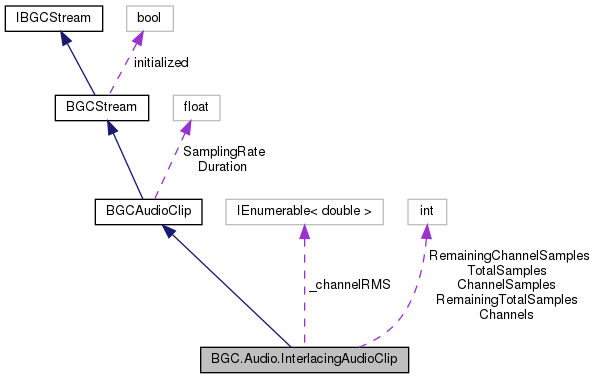 IBGCStream
bool
initialized
BGCStream
float
SamplingRate
Duration
BGCAudioClip
IEnumerable< double >
int
_channelRMS
RemainingChannelSamples
TotalSamples
ChannelSamples
RemainingTotalSamples
Channels
BGC.Audio.InterlacingAudioClip